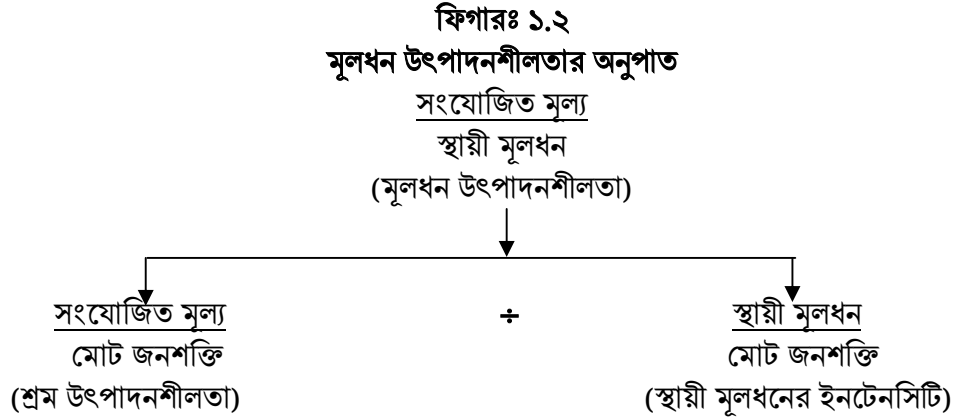 ফিগারঃ ১.২
মূলধন উৎপাদনশীলতার অনুপাত
সংযোজিত মূল্য
স্থায়ী মূলধন
(মূলধন উৎপাদনশীলতা)
সংযোজিত মূল্য ÷ স্থায়ী মূলধন
মোট জনশক্তি মোট জনশক্তি
(শ্রম উৎপাদনশীলতা) (স্থায়ী মূলধনের ইনটেনসিটি)